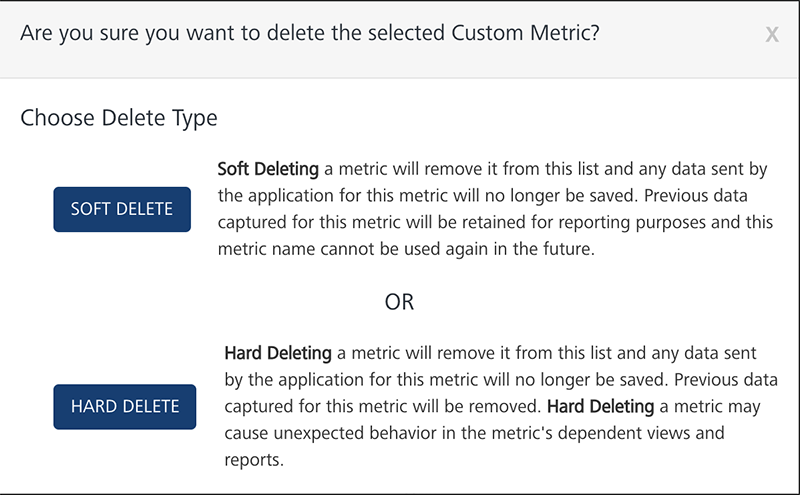 Are you sure you want to delete the selected Custom Metric?
X
Choose Delete Type
SOFT DELETE
Soft Deleting a metric will remove it from this list and any data sent by
the application for this metric will no longer be saved. Previous data
captured for this metric will be retained for reporting purposes and this
metric name cannot be used again in the future.
OR
HARD DELETE
Hard Deleting a metric will remove it from this list and any data sent
by the application for this metric will no longer be saved. Previous data
captured for this metric will be removed. Hard Deleting a metric may
cause unexpected behavior in the metric's dependent views and
reports.